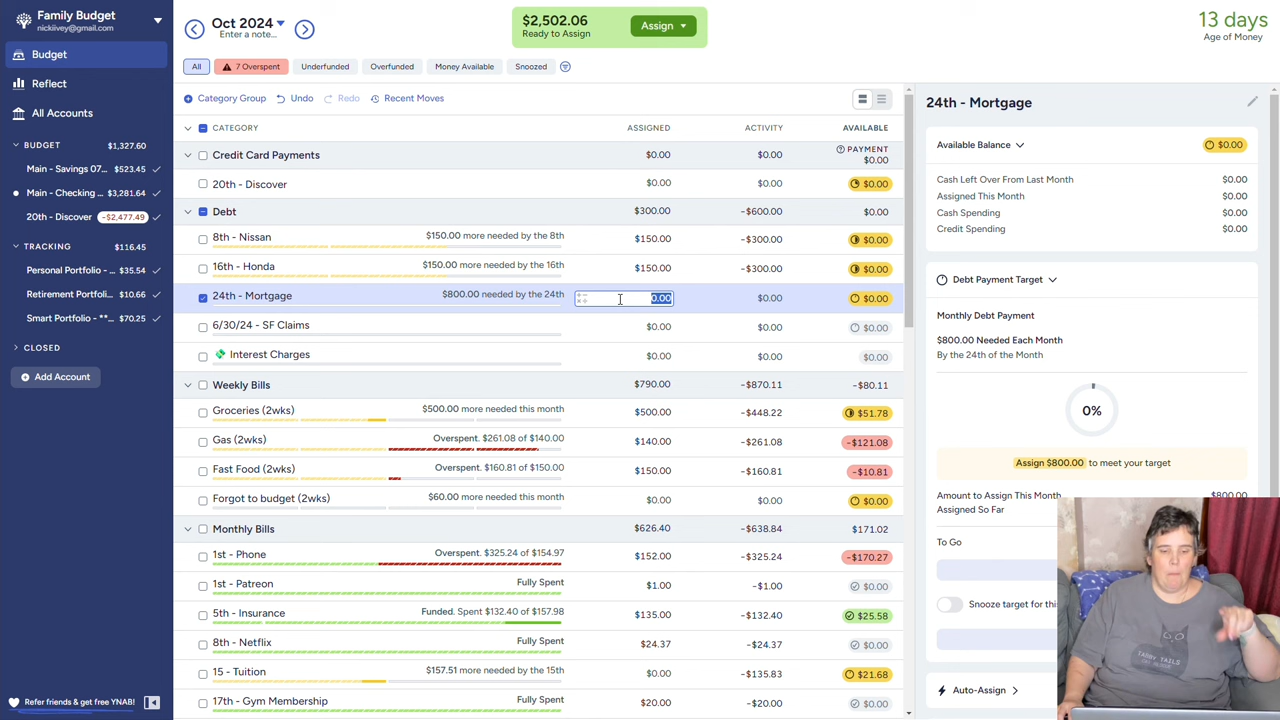 Family Budget
nickiivey@gmail.com
Budget
Reflect
All Accounts
BUDGET $1,327.60
Main - Savings 07... $523.45
Main - Checking ... $3,281.64
20th - Discover -$2,477.49
TRACKING $116.45
Personal Portfolio - ... $35.54
Retirement Portfoli... $10.66
Smart Portfolio - **... $70.25
CLOSED
Add Account
Refer friends & get free YNAB!
Oct 2024
Enter a note...
$2,502.06
Ready to Assign
Assign
13 days
Age of Money
All
7 Overspent
Underfunded
Overfunded
Money Available
Snoozed
Category Group
Undo
Redo
Recent Moves
CATEGORY ASSIGNED ACTIVITY AVAILABLE
Credit Card Payments $0.00 $0.00 PAYMENT $0.00
20th - Discover $0.00 $0.00 $0.00
Debt $300.00 -$600.00 $0.00
8th - Nissan $150.00 more needed by the 8th $150.00 -$300.00 $0.00
16th - Honda $150.00 more needed by the 16th $150.00 -$300.00 $0.00
24th - Mortgage $800.00 needed by the 24th 0.00 $0.00 $0.00
6/30/24 - SF Claims $0.00 $0.00 $0.00
Interest Charges $0.00 $0.00 $0.00
Weekly Bills $790.00 -$870.11 -$80.11
Groceries (2wks) $500.00 more needed this month $500.00 -$448.22 $51.78
Gas (2wks) Overspent. $261.08 of $140.00 $140.00 -$261.08 -$121.08
Fast Food (2wks) Overspent. $160.81 of $150.00 $150.00 -$160.81 -$10.81
Forgot to budget (2wks) $60.00 more needed this month $0.00 $0.00 $0.00
Monthly Bills $626.40 -$638.84 $171.02
1st - Phone Overspent. $325.24 of $154.97 $152.00 -$325.24 -$170.27
1st - Patreon Fully Spent $1.00 -$1.00 $0.00
5th - Insurance Funded. Spent $132.40 of $157.98 $135.00 -$132.40 $25.58
8th - Netflix Fully Spent $24.37 -$24.37 $0.00
15 - Tuition $157.51 more needed by the 15th $0.00 -$135.83 $21.68
17th - Gym Membership Fully Spent $20.00 -$20.00 $0.00
24th - Mortgage
Available Balance $0.00
Cash Left Over From Last Month $0.00
Assigned This Month $0.00
Cash Spending $0.00
Credit Spending $0.00
Debt Payment Target
Monthly Debt Payment
$800.00 Needed Each Month
By the 24th of the Month
0%
Assign $800.00 to meet your target
Amount to Assign This Month $800.00
Assigned So Far
To Go
Snooze target for this
Auto-Assign